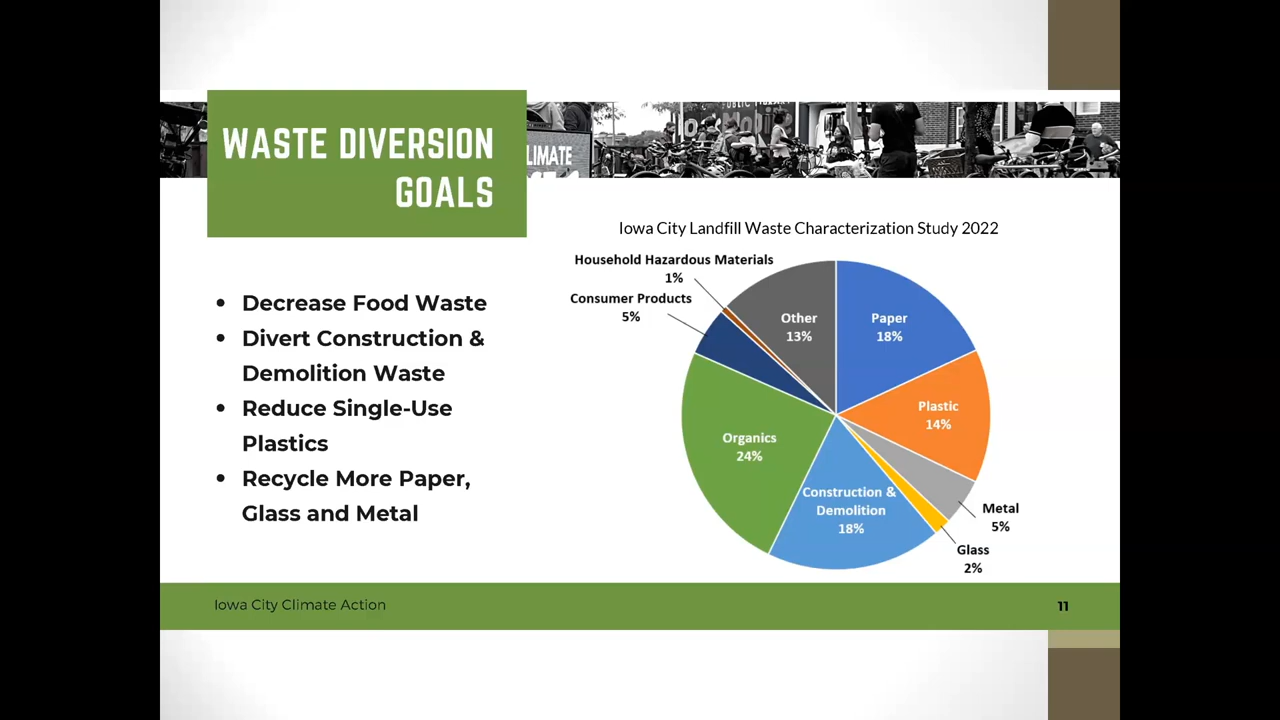 WASTE DIVERSION
GOALS
LIMATE
Iowa City Landfill Waste Characterization Study 2022
• Decrease Food Waste
• Divert Construction &
Demolition Waste
• Reduce Single-Use
Plastics
• Recycle More Paper,
Glass and Metal
Household Hazardous Materials
1%
Consumer Products
5%
Other
13%
Paper
18%
Plastic
14%
Organics
24%
Construction &
Demolition
18%
Metal
5%
Glass
2%
Iowa City Climate Action
11